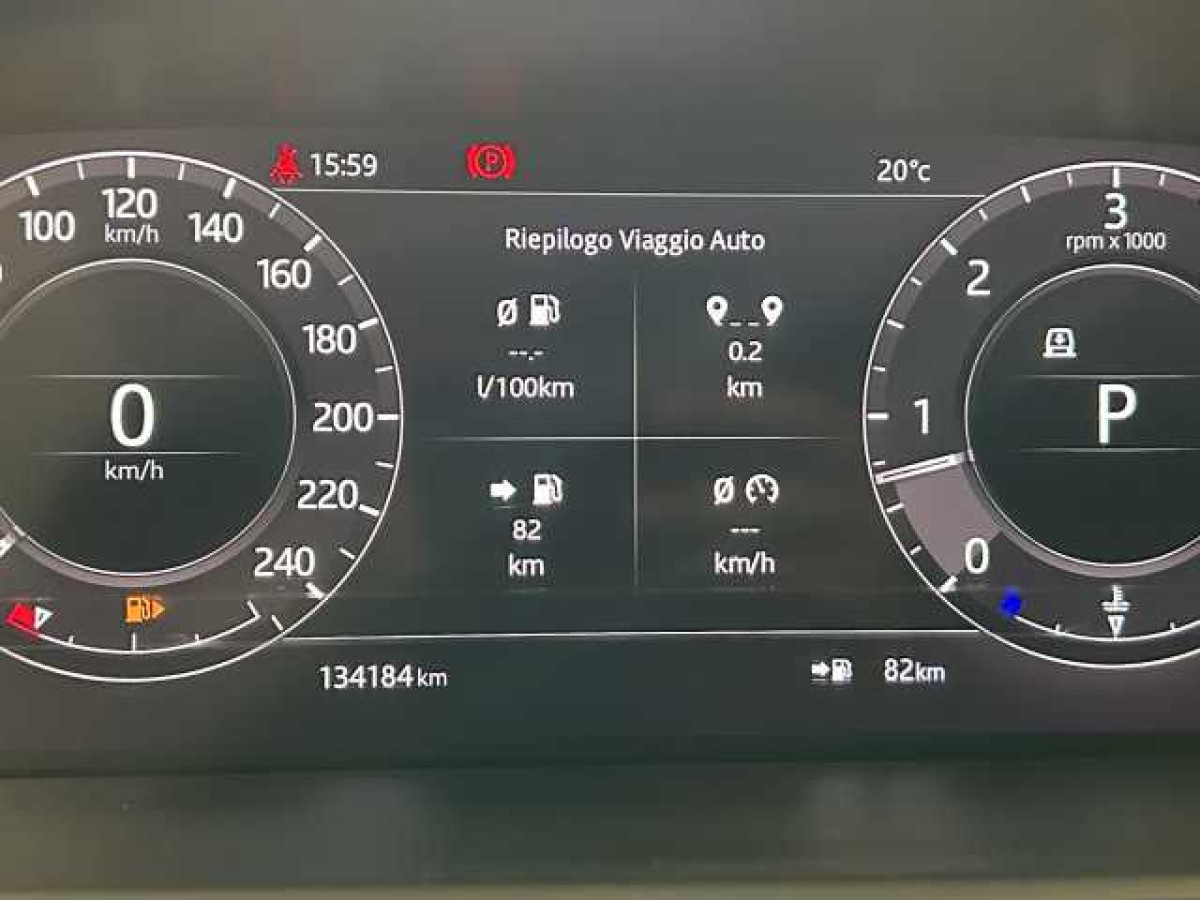 15:59
P
20°c
100
120
km/h
140
160
180
200
220
240
0
km/h
Riepilogo Viaggio Auto
Ø
--.-
l/100km
0.2
km
82
km
Ø
---
km/h
3
rpm x 1000
2
1
0
P
134184 km
82km